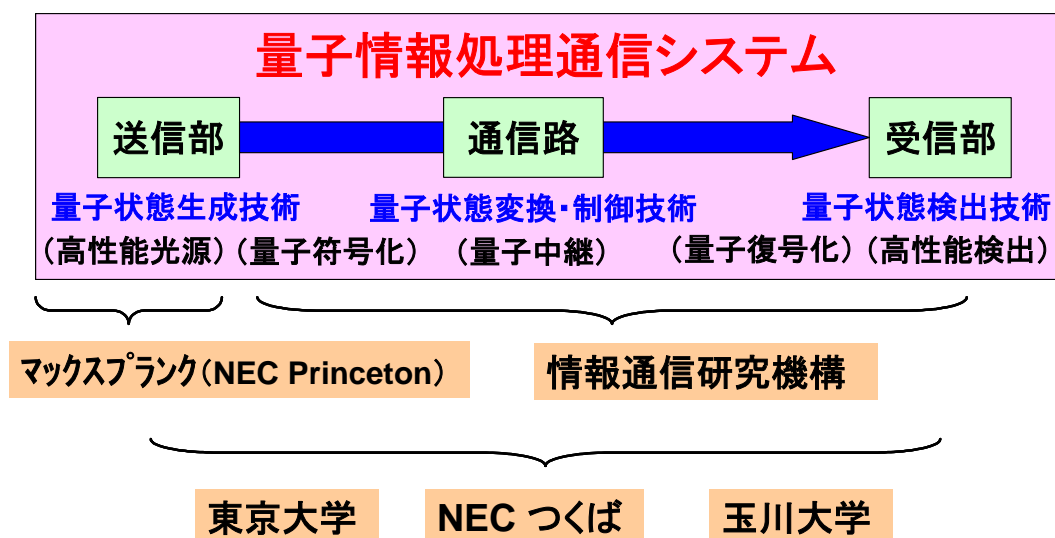 量子情報処理通信システム
送信部 通信路 受信部
量子状態生成技術 量子状態変換・制御技術 量子状態検出技術
(高性能光源) (量子符号化) (量子中継) (量子復号化) (高性能検出)
マックスプランク(NEC Princeton) 情報通信研究機構
東京大学 NEC つくば 玉川大学